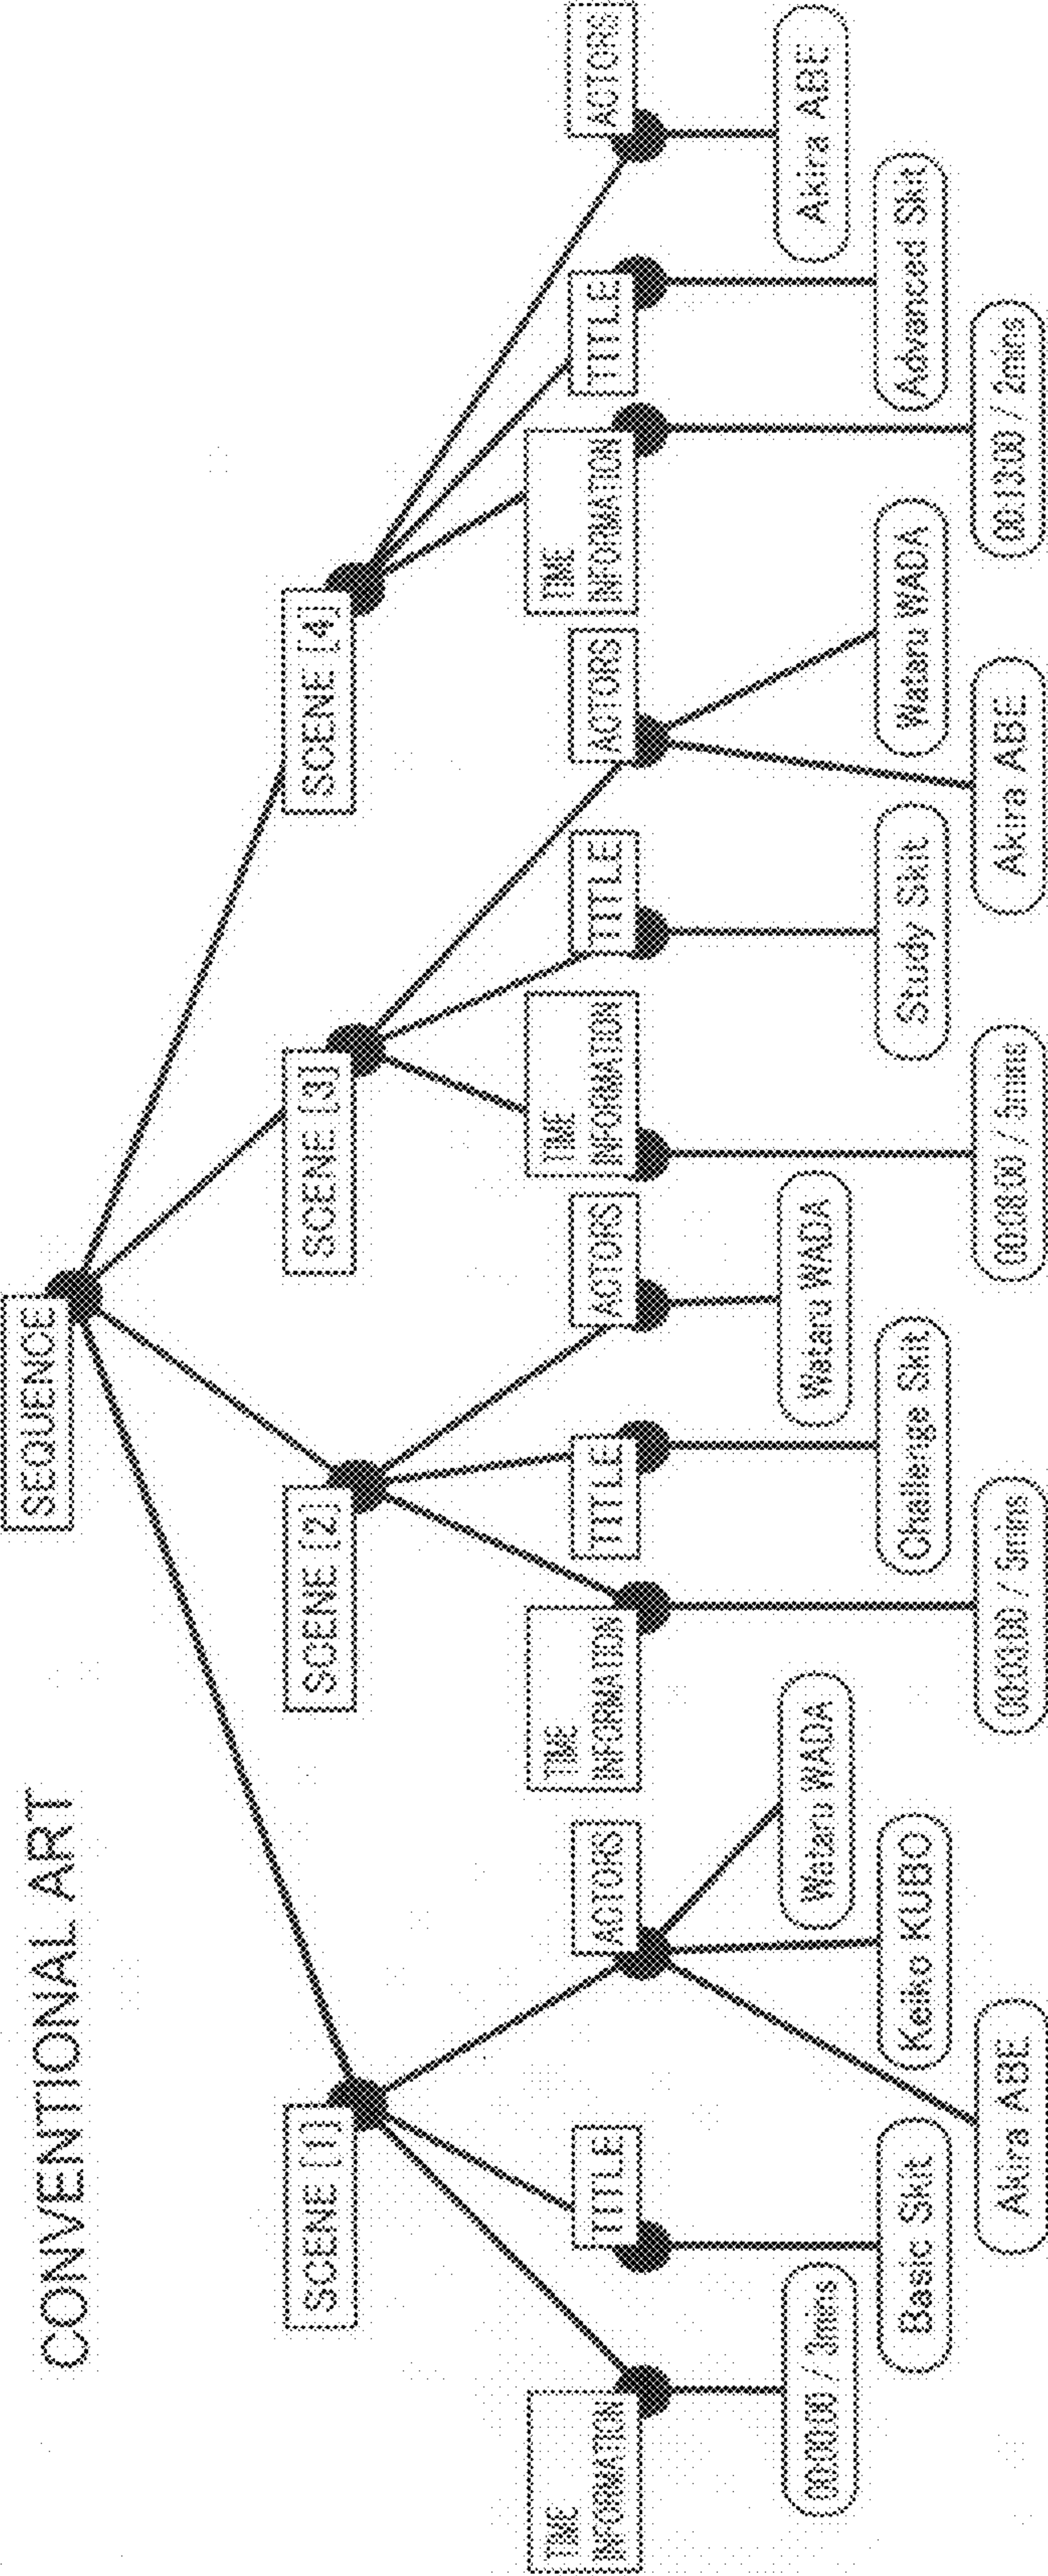 CONVENTIONAL ART
SEQUENCE
SCENE [1]
SCENE [2]
SCENE [3]
SCENE [4]
TIME
INFORMATION
TITLE
ACTORS
TIME
INFORMATION
TITLE
ACTORS
TIME
INFORMATION
TITLE
ACTORS
TIME
INFORMATION
TITLE
ACTORS
00:00:00 / 3mins
Basic Skit
Akira ABE
Keiko KUBO
Wataru WADA
00:03:00 / 5mins
Challenge Skit
Wataru WADA
00:08:00 / 5mins
Study Skit
Akira ABE
Wataru WADA
00:13:00 / 2mins
Advanced Skit
Akira ABE